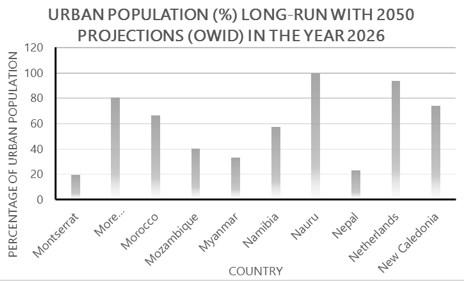 URBAN POPULATION (%) LONG-RUN WITH 2050
PROJECTIONS (OWID) IN THE YEAR 2026
PERCENTAGE OF URBAN POPULATION
120
100
80
60
40
20
0
Montserrat
More...
Morocco
Mozambique
Myanmar
Namibia
Nauru
Nepal
Netherlands
New Caledonia
COUNTRY